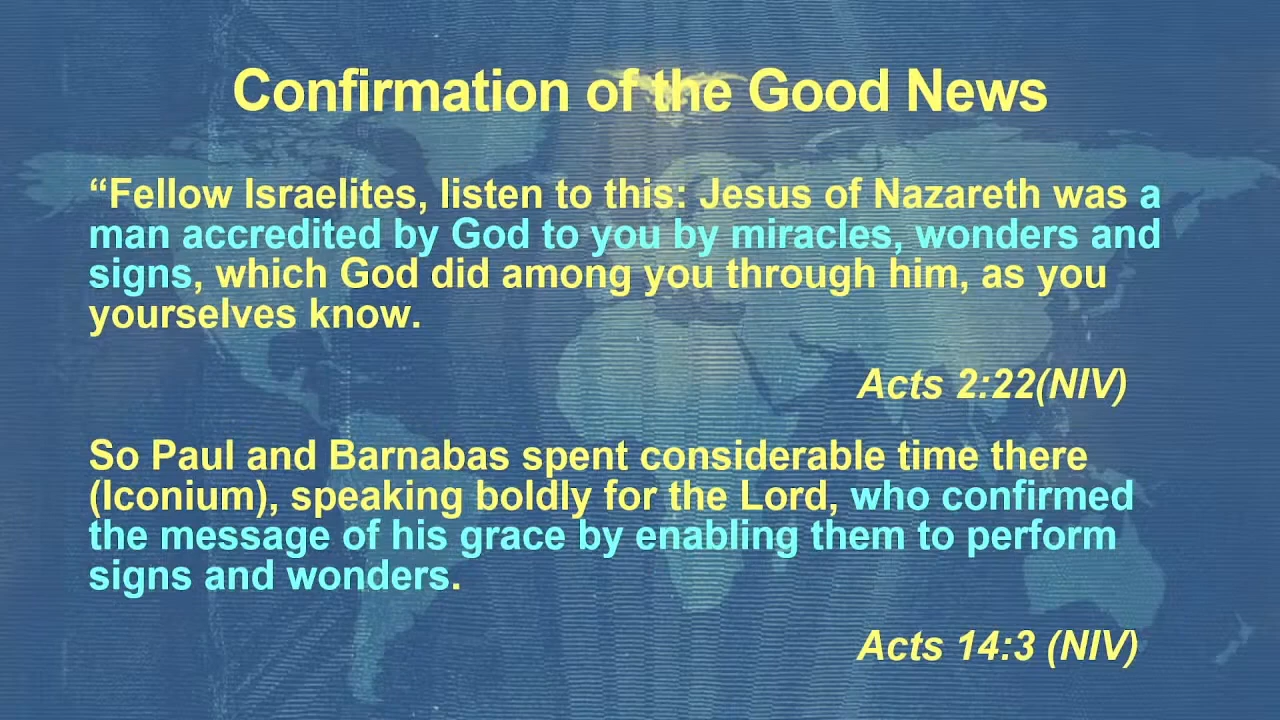 Confirmation of the Good News
“Fellow Israelites, listen to this: Jesus of Nazareth was a
man accredited by God to you by miracles, wonders and
signs, which God did among you through him, as you
yourselves know.
Acts 2:22(NIV)
So Paul and Barnabas spent considerable time there
(Iconium), speaking boldly for the Lord, who confirmed
the message of his grace by enabling them to perform
signs and wonders.
Acts 14:3 (NIV)